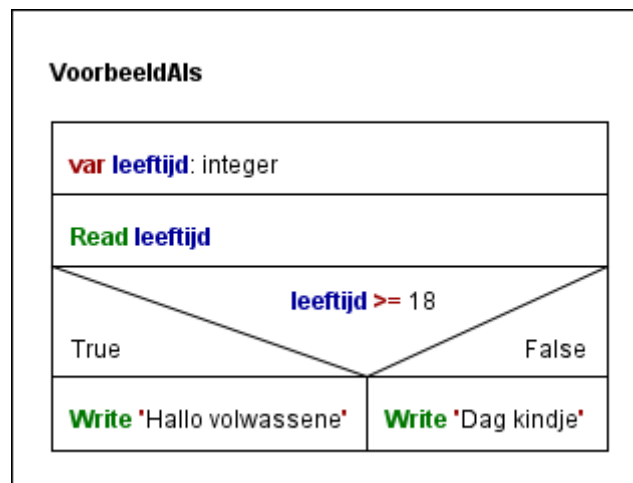 VoorbeeldAls
var leeftijd: integer
Read leeftijd
leeftijd >= 18
True
False
Write 'Hallo volwassene'
Write 'Dag kindje'